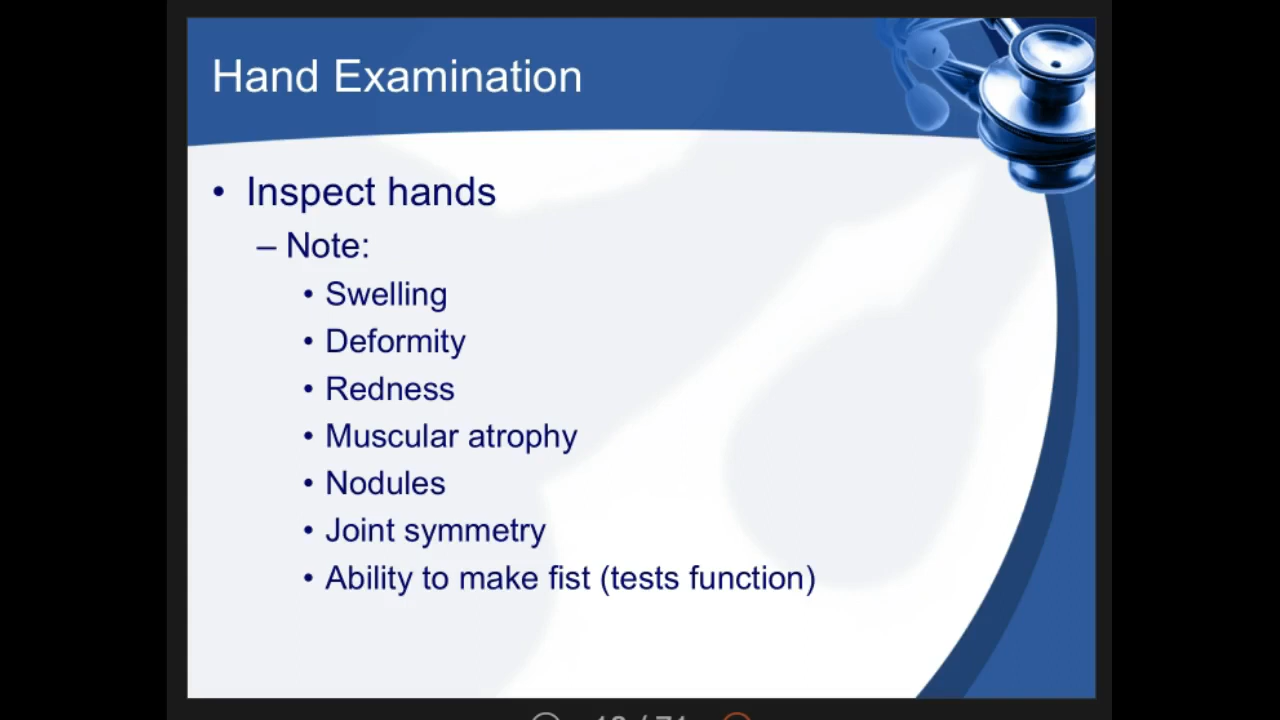 Hand Examination
• Inspect hands
– Note:
• Swelling
• Deformity
• Redness
• Muscular atrophy
• Nodules
• Joint symmetry
• Ability to make fist (tests function)